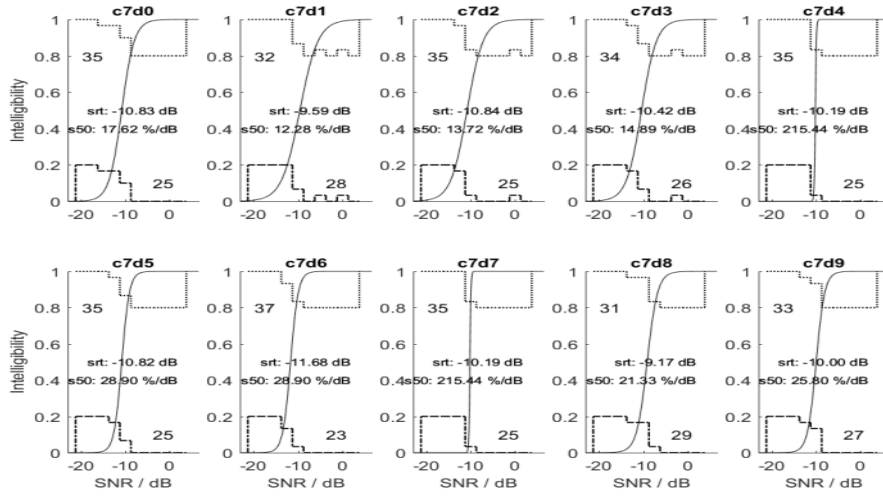 c7d0 c7d1 c7d2 c7d3 c7d4
1 1 1 1 1
0.8 0.8 0.8 0.8 0.8
35 32 35 34 35
0.6 0.6 0.6 0.6 0.6
Intelligibility
srt: -10.83 dB srt: -9.59 dB srt: -10.84 dB srt: -10.42 dB srt: -10.19 dB
0.4 s50: 17.62 %/dB 0.4 s50: 12.28 %/dB 0.4 s50: 13.72 %/dB 0.4 s50: 14.89 %/dB 0.4 s50: 215.44 %/dB
0.2 0.2 0.2 0.2 0.2
25 28 25 26 25
0 0 0 0 0
-20 -10 0 -20 -10 0 -20 -10 0 -20 -10 0 -20 -10 0
c7d5 c7d6 c7d7 c7d8 c7d9
1 1 1 1 1
0.8 0.8 0.8 0.8 0.8
35 37 35 31 33
0.6 0.6 0.6 0.6 0.6
Intelligibility
srt: -10.82 dB srt: -11.68 dB srt: -10.19 dB srt: -9.17 dB srt: -10.00 dB
0.4 s50: 28.90 %/dB 0.4 s50: 28.90 %/dB 0.4 s50: 215.44 %/dB 0.4 s50: 21.33 %/dB 0.4 s50: 25.80 %/dB
0.2 0.2 0.2 0.2 0.2
25 23 25 29 27
0 0 0 0 0
-20 -10 0 -20 -10 0 -20 -10 0 -20 -10 0 -20 -10 0
SNR / dB SNR / dB SNR / dB SNR / dB SNR / dB